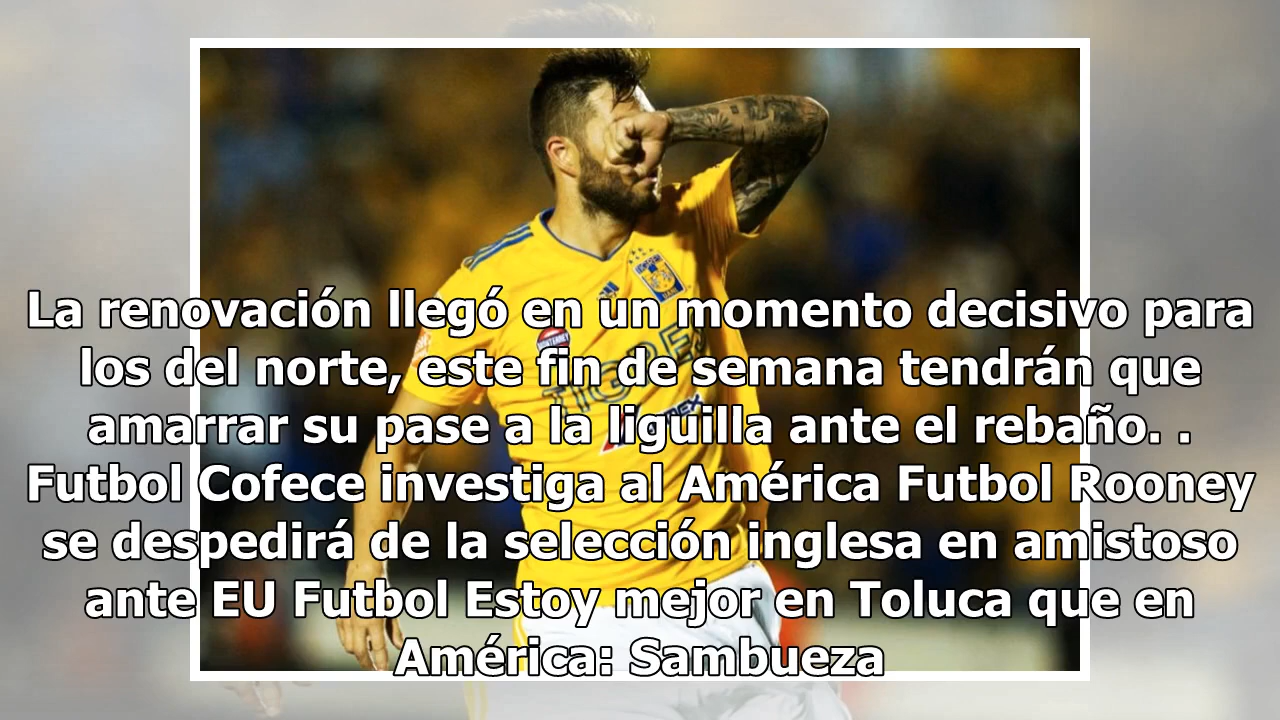 La renovación llegó en un momento decisivo para
los del norte, este fin de semana tendrán que
amarrar su pase a la liguilla ante el rebaño. .
Futbol Cofece investiga al América Futbol Rooney
se despedirá de la selección inglesa en amistoso
ante EU Futbol Estoy mejor en Toluca que en
América: Sambueza
TIGRES